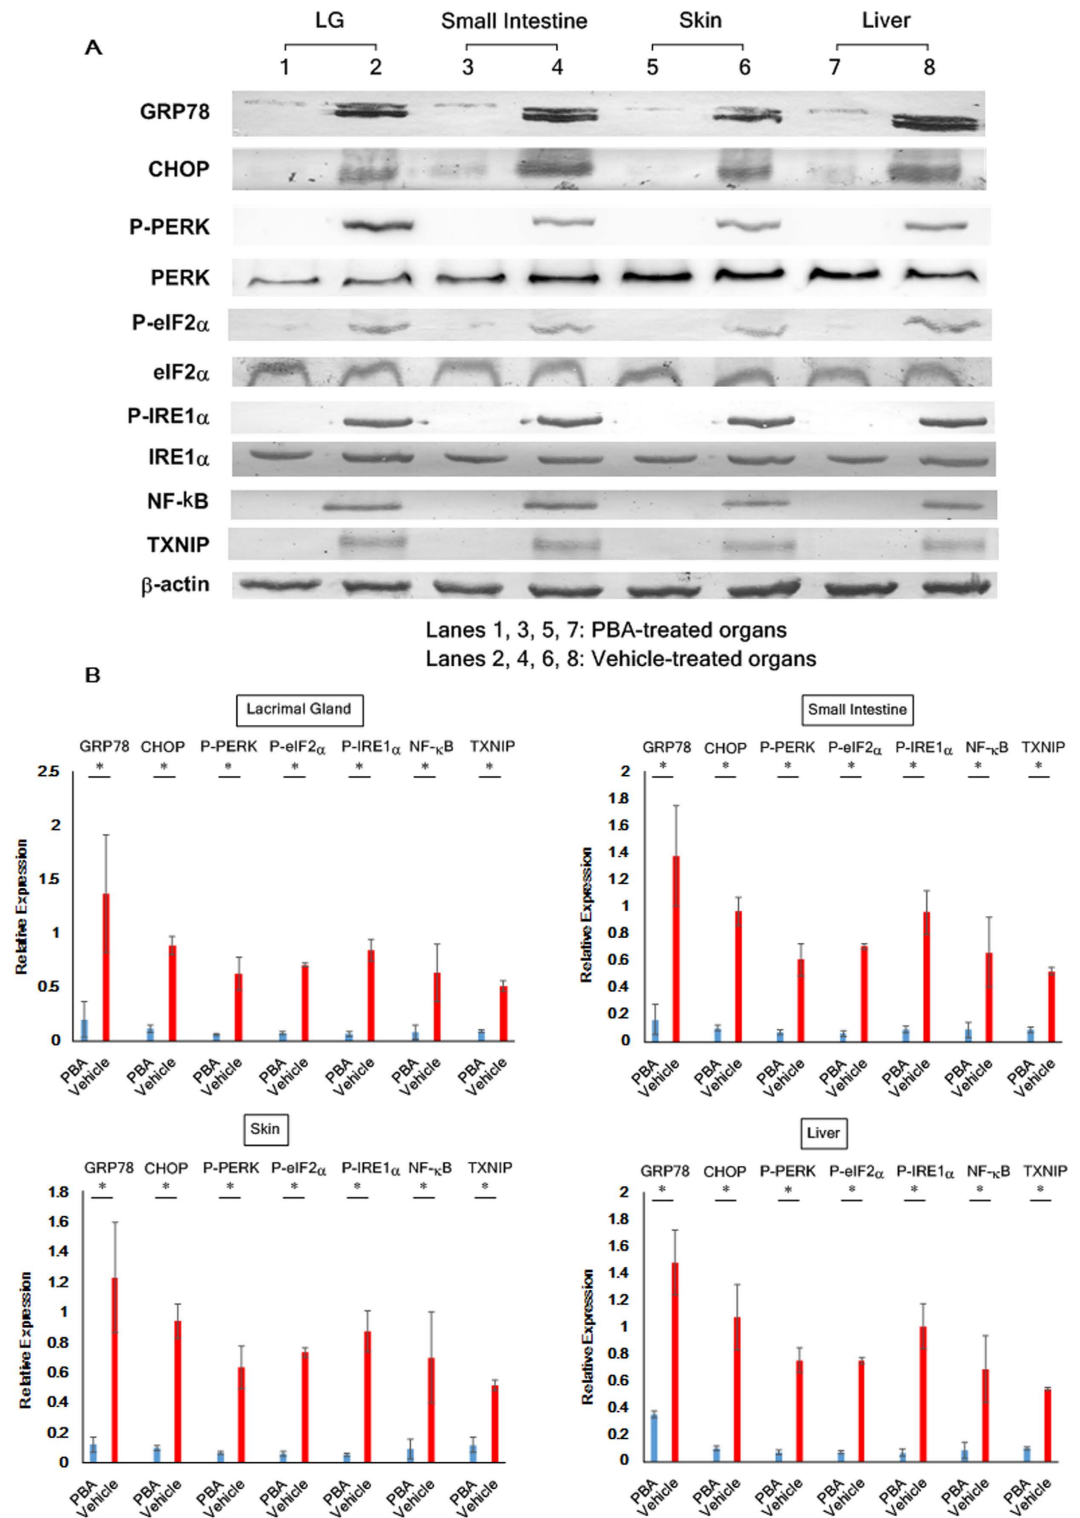 A
LG Small Intestine Skin Liver
1 2 3 4 5 6 7 8
GRP78
CHOP
P-PERK
PERK
P-eIF2α
eIF2α
P-IRE1α
IRE1α
NF-kB
TXNIP
β-actin
Lanes 1, 3, 5, 7: PBA-treated organs
Lanes 2, 4, 6, 8: Vehicle-treated organs
B
Lacrimal Gland
GRP78 CHOP P-PERK P-eIF2α P-IRE1α NF-κB TXNIP
* * * * * * *
Relative Expression
2.5
2
1.5
1
0.5
0
PBA Vehicle PBA Vehicle PBA Vehicle PBA Vehicle PBA Vehicle PBA Vehicle PBA Vehicle
Small Intestine
GRP78 CHOP P-PERK P-eIF2α P-IRE1α NF-κB TXNIP
* * * * * * *
Relative Expression
2
1.8
1.6
1.4
1.2
1
0.8
0.6
0.4
0.2
0
PBA Vehicle PBA Vehicle PBA Vehicle PBA Vehicle PBA Vehicle PBA Vehicle PBA Vehicle
Skin
GRP78 CHOP P-PERK P-eIF2α P-IRE1α NF-κB TXNIP
* * * * * * *
Relative Expression
1.8
1.6
1.4
1.2
1
0.8
0.6
0.4
0.2
0
PBA Vehicle PBA Vehicle PBA Vehicle PBA Vehicle PBA Vehicle PBA Vehicle PBA Vehicle
Liver
GRP78 CHOP P-PERK P-eIF2α P-IRE1α NF-κB TXNIP
* * * * * * *
Relative Expression
2
1.8
1.6
1.4
1.2
1
0.8
0.6
0.4
0.2
0
PBA Vehicle PBA Vehicle PBA Vehicle PBA Vehicle PBA Vehicle PBA Vehicle PBA Vehicle